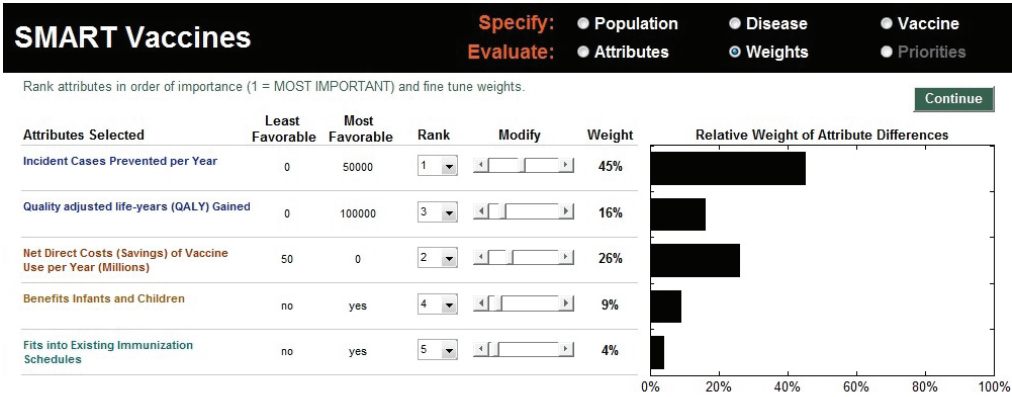 SMART Vaccines
Specify: Population Disease Vaccine
Evaluate: Attributes Weights Priorities
Rank attributes in order of importance (1 = MOST IMPORTANT) and fine tune weights.
Continue
Attributes Selected Least Favorable Most Favorable Rank Modify Weight Relative Weight of Attribute Differences
Incident Cases Prevented per Year 0 50000 1 45%
Quality adjusted life-years (QALY) Gained 0 100000 3 16%
Net Direct Costs (Savings) of Vaccine
Use per Year (Millions) 50 0 2 26%
Benefits Infants and Children no yes 4 9%
Fits into Existing Immunization
Schedules no yes 5 4%
0% 20% 40% 60% 80% 100%